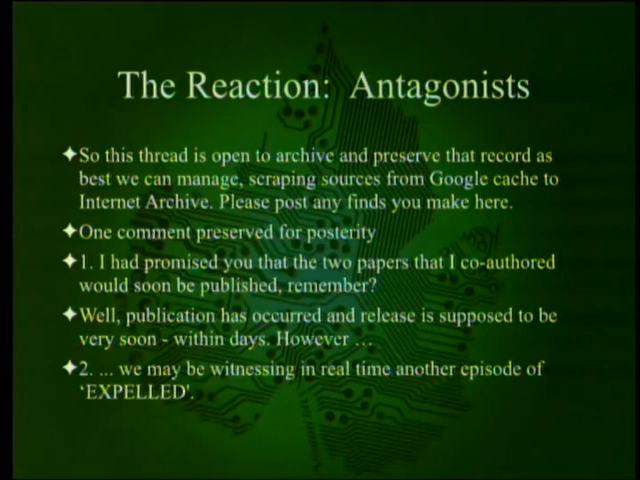 The Reaction: Antagonists
✦So this thread is open to archive and preserve that record as
best we can manage, scraping sources from Google cache to
Internet Archive. Please post any finds you make here.
✦One comment preserved for posterity
✦1. I had promised you that the two papers that I co-authored
would soon be published, remember?
✦Well, publication has occurred and release is supposed to be
very soon - within days. However …
✦2. ... we may be witnessing in real time another episode of
‘EXPELLED'.